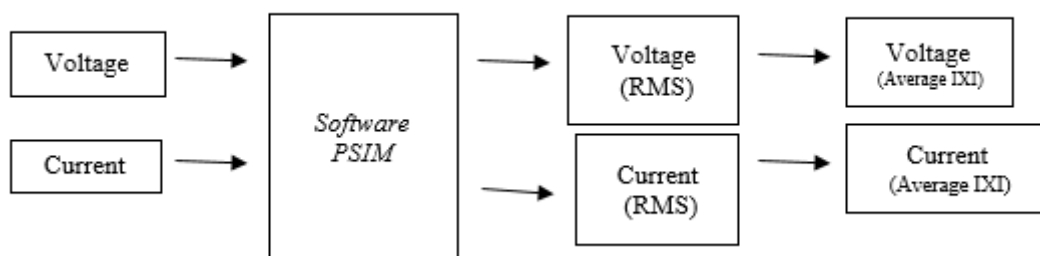 Voltage
Current
Software
PSIM
Voltage
(RMS)
Current
(RMS)
Voltage
(Average IXI)
Current
(Average IXI)